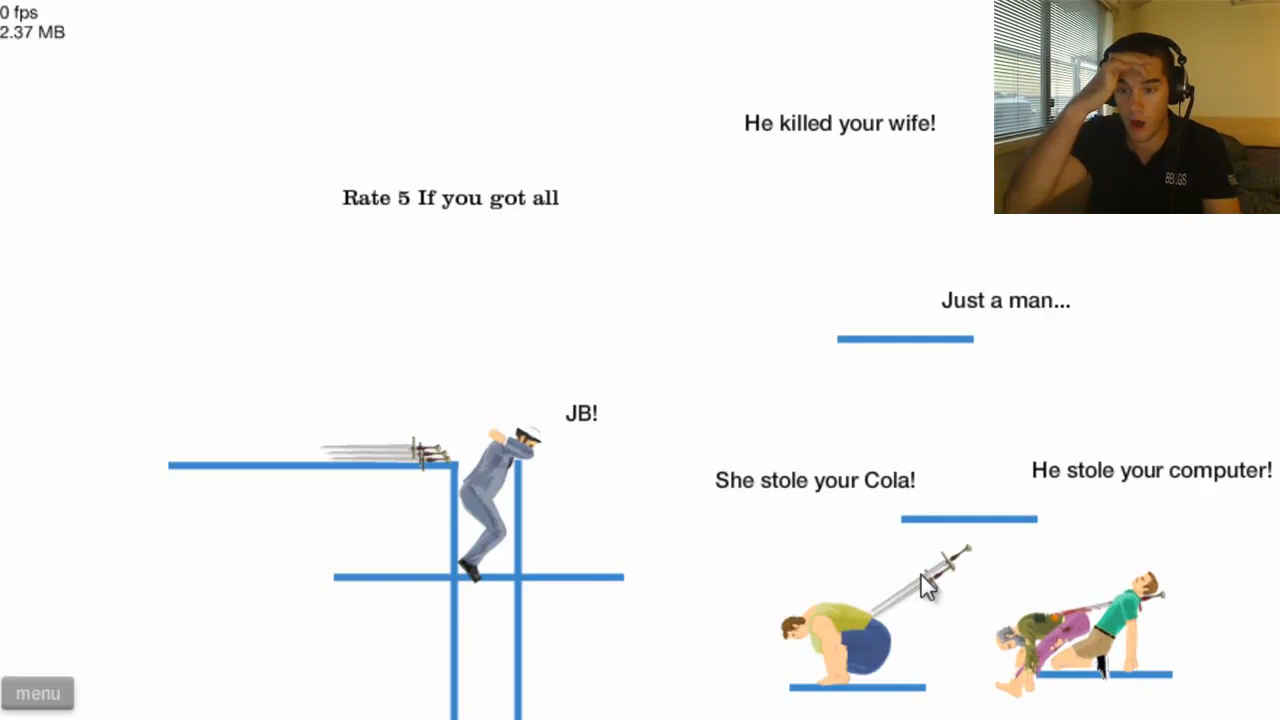 0 fps
2.37 MB
He killed your wife!
Rate 5 If you got all
Just a man...
JB!
She stole your Cola!
He stole your computer!
menu